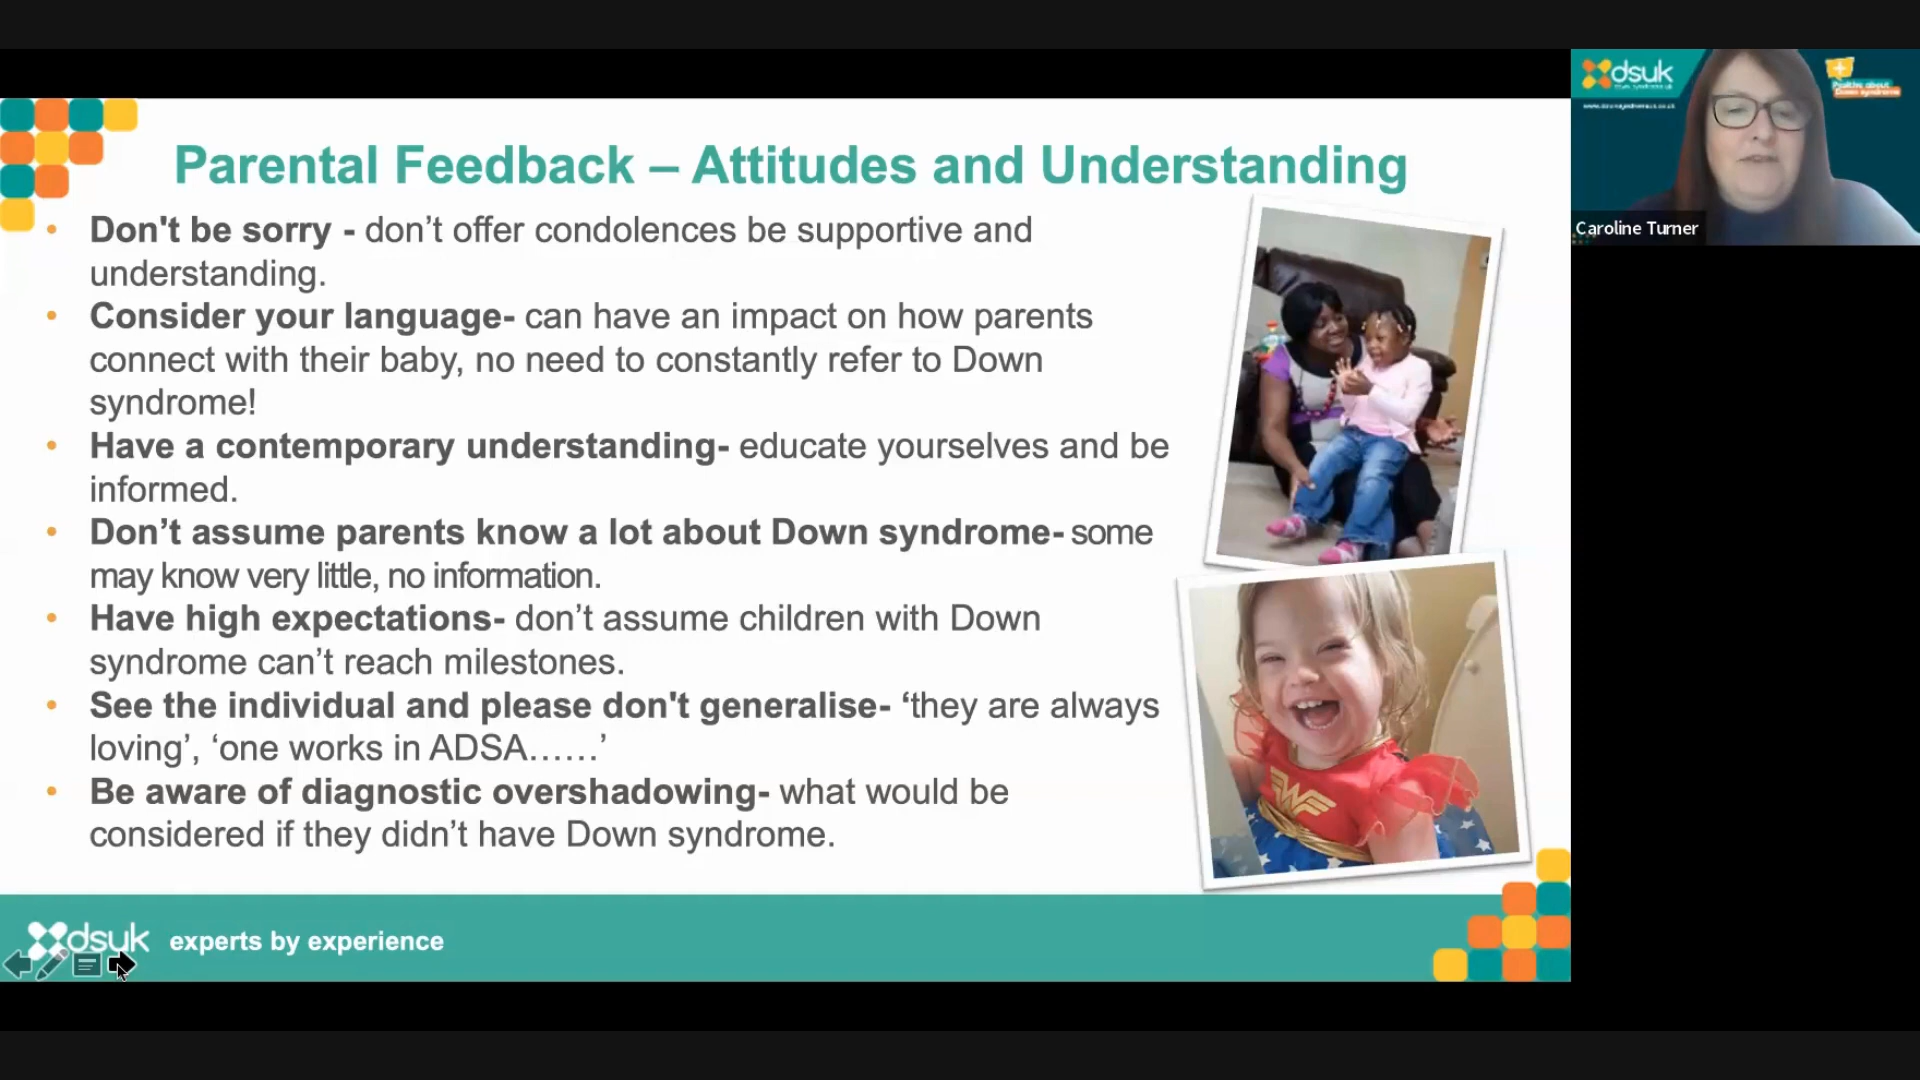 Parental Feedback – Attitudes and Understanding
• Don't be sorry - don’t offer condolences be supportive and
understanding.
• Consider your language- can have an impact on how parents
connect with their baby, no need to constantly refer to Down
syndrome!
• Have a contemporary understanding- educate yourselves and be
informed.
• Don’t assume parents know a lot about Down syndrome- some
may know very little, no information.
• Have high expectations- don’t assume children with Down
syndrome can’t reach milestones.
• See the individual and please don't generalise- ‘they are always
loving’, ‘one works in ADSA……’
• Be aware of diagnostic overshadowing- what would be
considered if they didn’t have Down syndrome.
dsuk experts by experience
dsuk
Positive about
Down syndrome
Caroline Turner